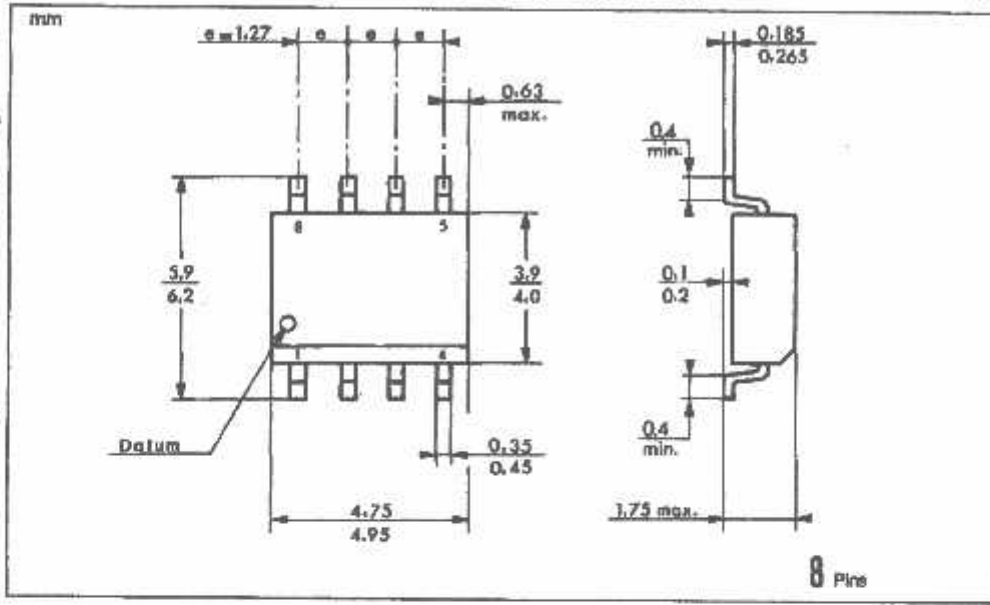 mm
e=1.27 e e e
0.185
0.265
0.63
max.
0.4
min.
8 5
5.9
6.2
3.9
4.0
0.1
0.2
1 4
Datum
0.35
0.45
0.4
min.
4.75
4.95
1.75 max.
8 Pins